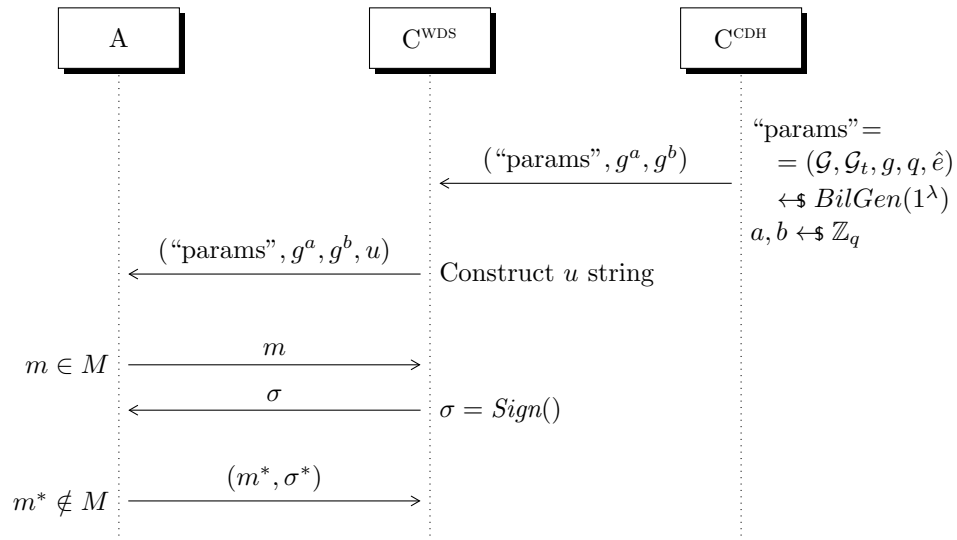 A
C^WDS
C^CDH
"params"=
= (𝒢, 𝒢_t, g, q, ê)
←$ BilGen(1^λ)
a, b ←$ ℤ_q
("params", g^a, g^b)
("params", g^a, g^b, u)
Construct u string
m ∈ M
m
σ
σ = Sign()
m* ∉ M
(m*, σ*)